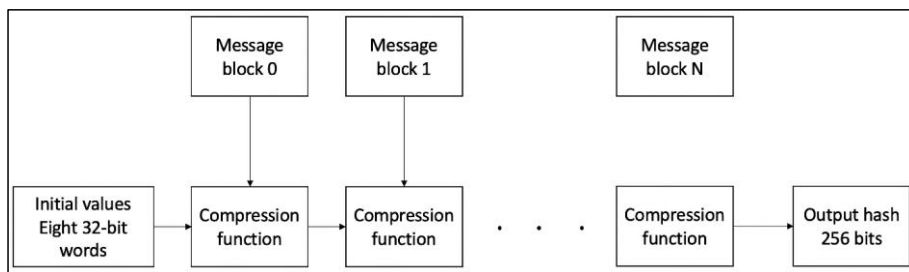 Message
block 0
Message
block 1
Message
block N
Initial values
Eight 32-bit
words
Compression
function
Compression
function
. . .
Compression
function
Output hash
256 bits